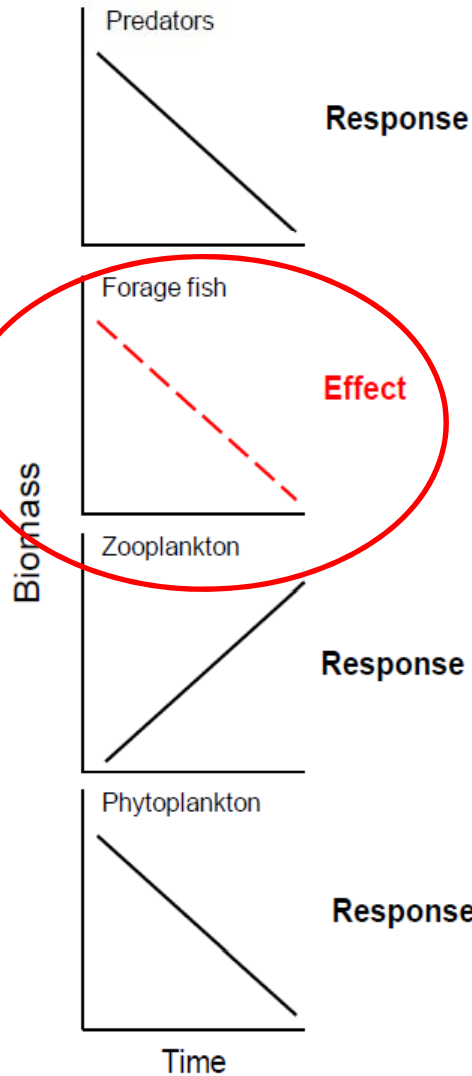 Predators
Response
Forage fish
Effect
Biomass
Zooplankton
Response
Phytoplankton
Response
Time